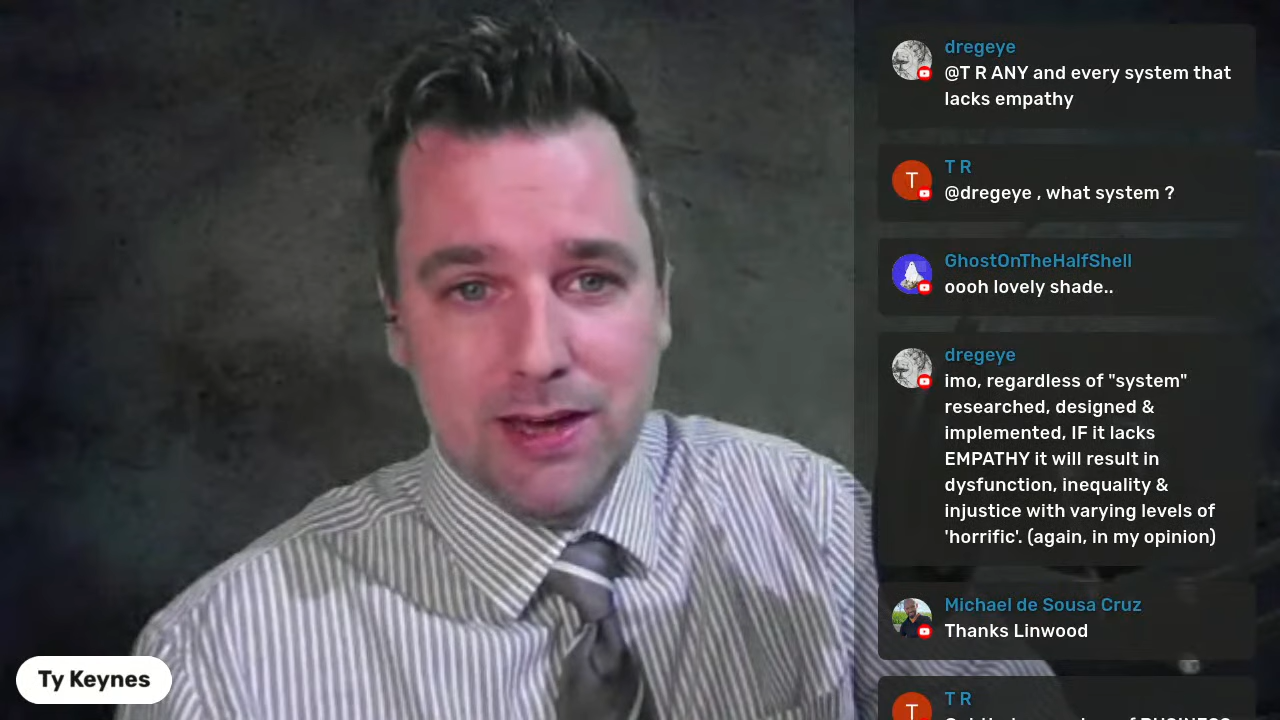 dregeye
@T R ANY and every system that
lacks empathy
T R
T
@dregeye , what system ?
GhostOnTheHalfShell
oooh lovely shade..
dregeye
imo, regardless of "system"
researched, designed &
implemented, IF it lacks
EMPATHY it will result in
dysfunction, inequality &
injustice with varying levels of
'horrific'. (again, in my opinion)
Michael de Sousa Cruz
Thanks Linwood
T R
T
Ty Keynes